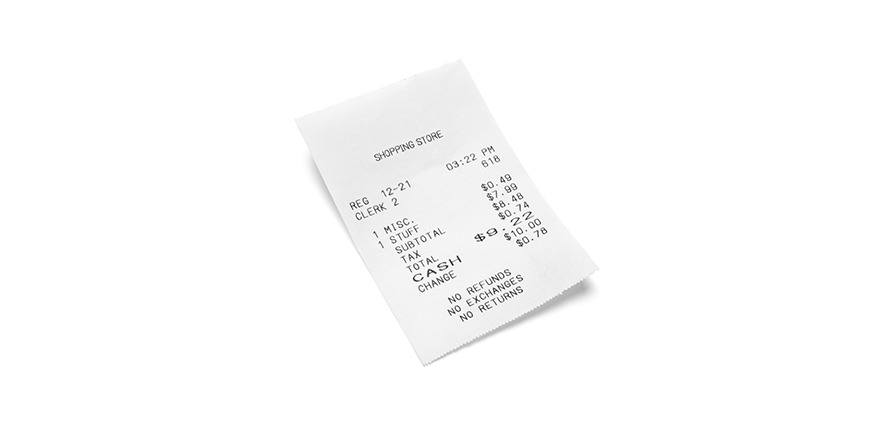 SHOPPING STORE
REG 12-21 03:22 PM
CLERK 2 618
1 MISC. $0.49
1 STUFF $7.99
SUBTOTAL $8.48
TAX $0.74
TOTAL $9.22
CASH $10.00
CHANGE $0.78
NO REFUNDS
NO EXCHANGES
NO RETURNS